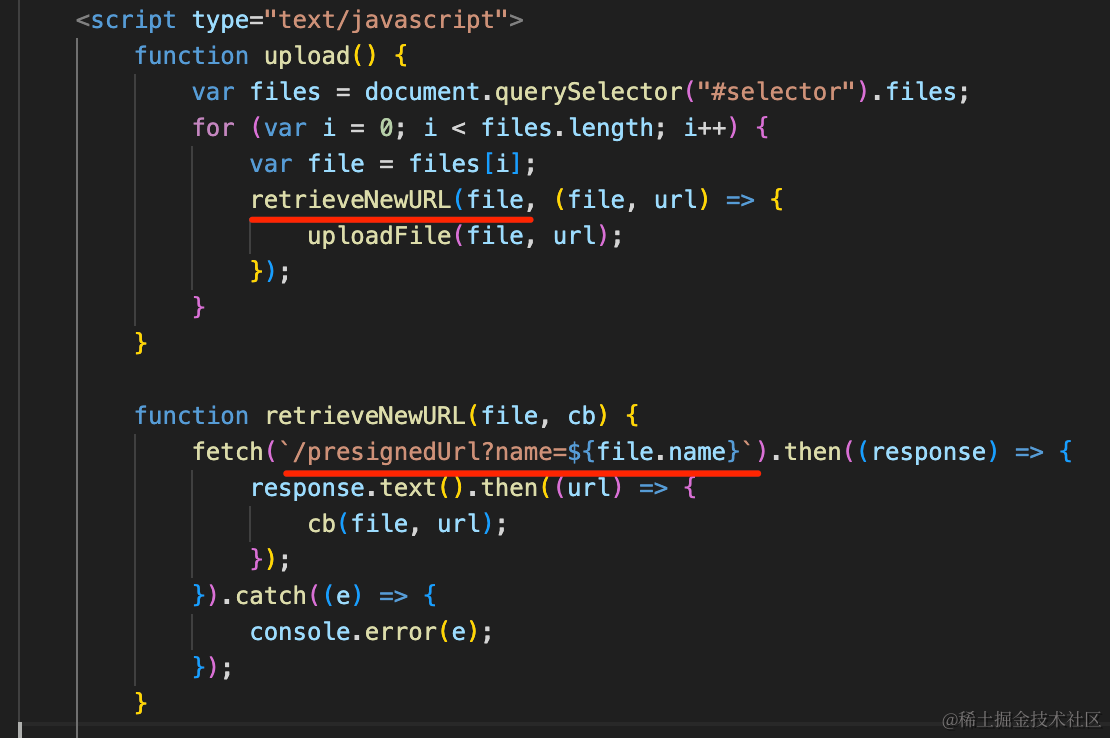 <script type="text/javascript">
    function upload() {
        var files = document.querySelector("#selector").files;
        for (var i = 0; i < files.length; i++) {
            var file = files[i];
            retrieveNewURL(file, (file, url) => {
                uploadFile(file, url);
            });
        }
    }

    function retrieveNewURL(file, cb) {
        fetch(`/presignedUrl?name=${file.name}`).then((response) => {
            response.text().then((url) => {
                cb(file, url);
            });
        }).catch((e) => {
            console.error(e);
        });
    }
@稀土掘金技术社区